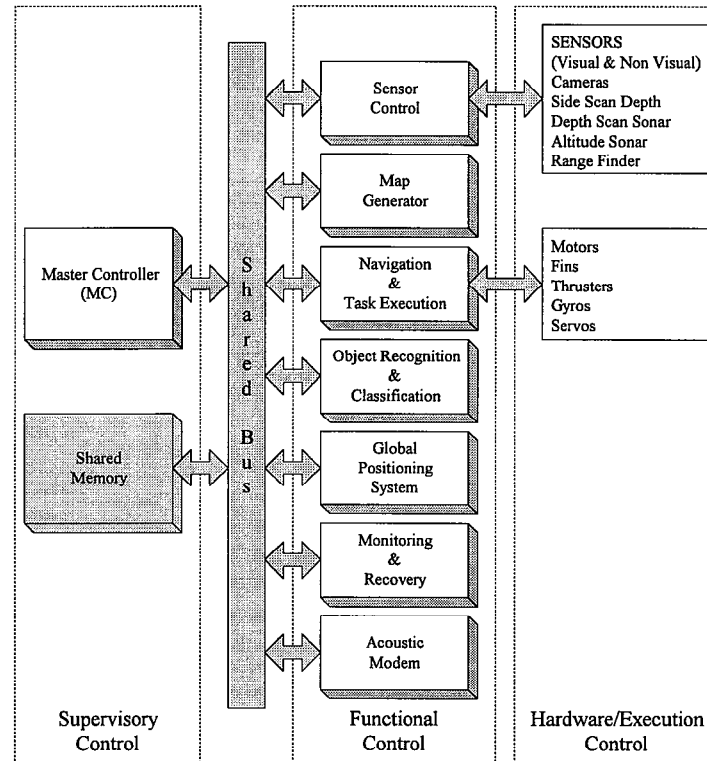 Sensor
Control
SENSORS
(Visual & Non Visual)
Cameras
Side Scan Depth
Depth Scan Sonar
Altitude Sonar
Range Finder
Map
Generator
Master Controller
(MC)
Shared Bus
Navigation
&
Task Execution
Motors
Fins
Thrusters
Gyros
Servos
Object Recognition
&
Classification
Shared
Memory
Global
Positioning
System
Monitoring
&
Recovery
Acoustic
Modem
Supervisory
Control
Functional
Control
Hardware/Execution
Control